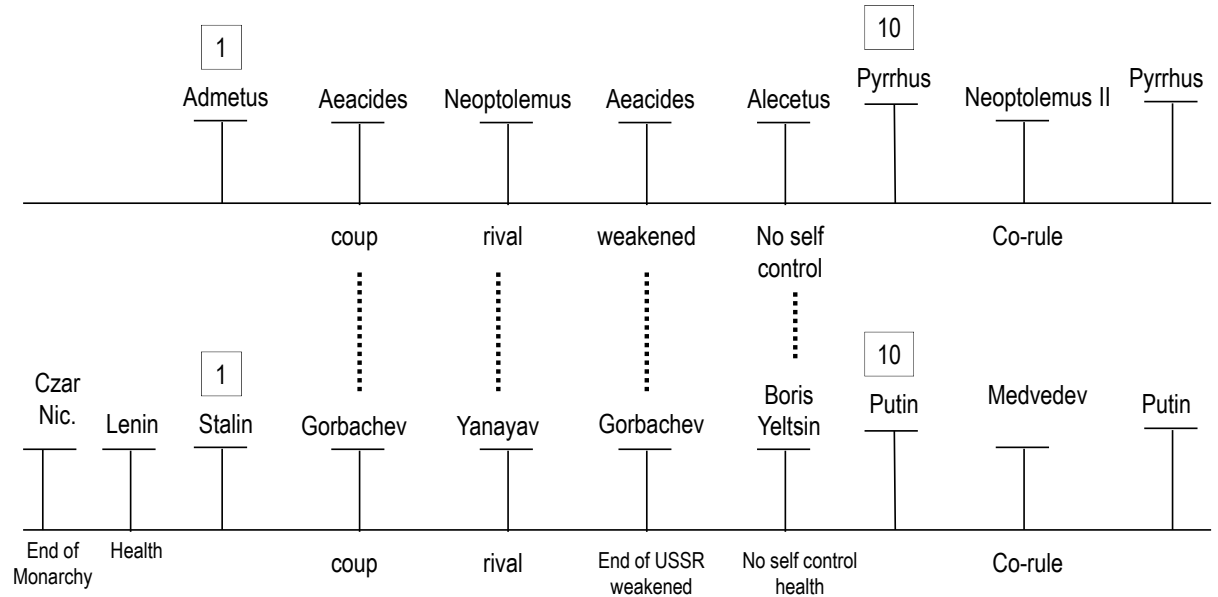 1
10
Admetus
Aeacides
Neoptolemus
Aeacides
Alecetus
Pyrrhus
Neoptolemus II
Pyrrhus
coup
rival
weakened
No self
control
Co-rule
1
10
Czar
Nic.
Lenin
Stalin
Gorbachev
Yanayav
Gorbachev
Boris
Yeltsin
Putin
Medvedev
Putin
End of
Monarchy
Health
coup
rival
End of USSR
weakened
No self control
health
Co-rule